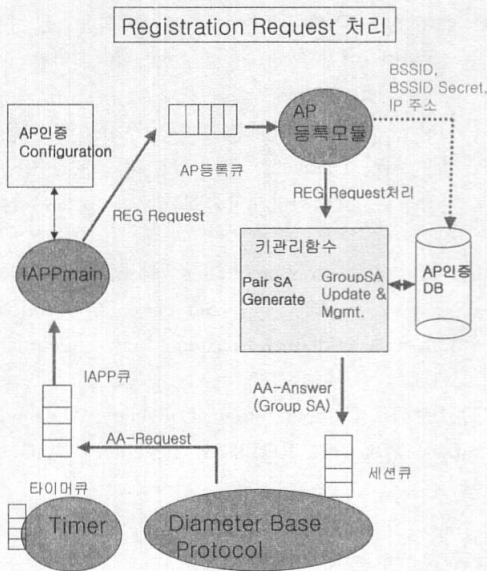 Registration Request 처리
BSSID,
BSSID Secret,
IP 주소
AP인증
Configuration
AP
등록모듈
AP등록큐
REG Request
REG Request처리
IAPPmain
키관리함수
Pair SA
Generate
GroupSA
Update &
Mgmt.
AP인증
DB
IAPP큐
AA-Answer
(Group SA)
AA-Request
세션큐
타이머큐
Timer
Diameter Base
Protocol